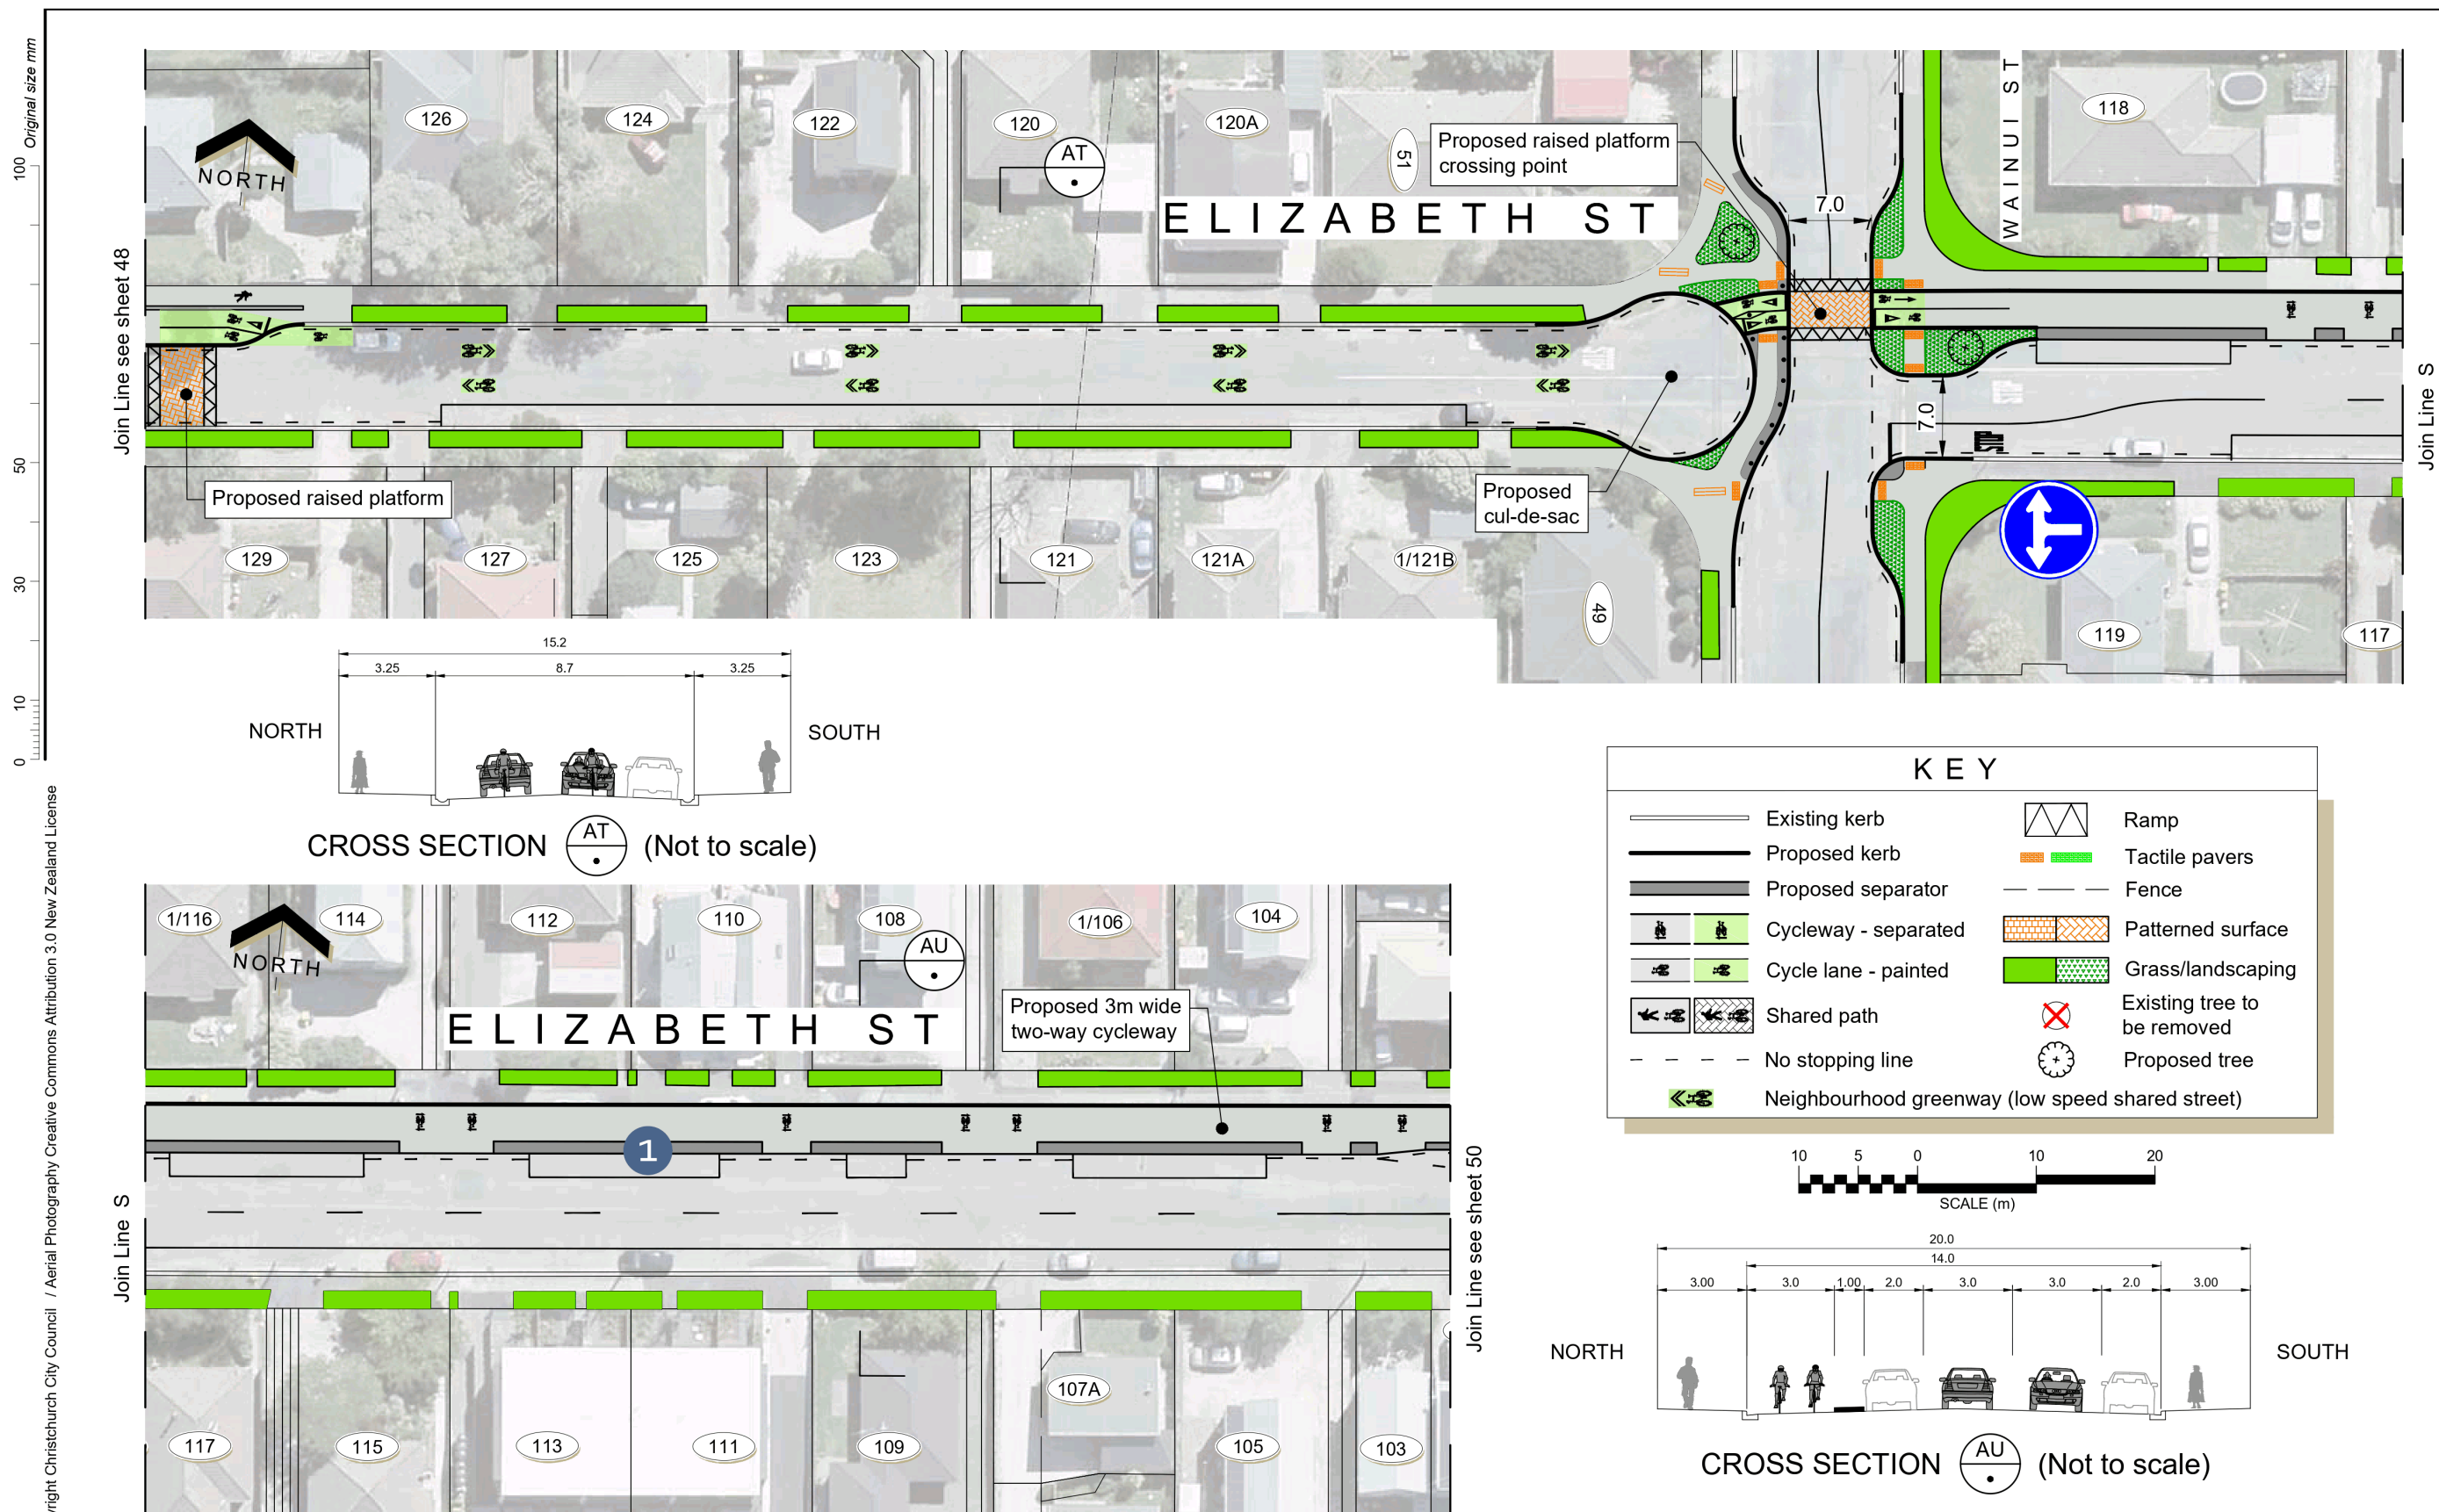 Original size mm
100
50
30
10
0
yright Christchurch City Council / Aerial Photography Creative Commons Attribution 3.0 New Zealand License
Join Line see sheet 48
NORTH
126
124
122
120
AT
120A
51
Proposed raised platform
crossing point
ELIZABETH ST
7.0
WAINUI ST
118
Join Line S
7.0
Proposed raised platform
Proposed
cul-de-sac
129
127
125
123
121
121A
1/121B
49
119
117
15.2
3.25
8.7
3.25
NORTH
SOUTH
CROSS SECTION AT (Not to scale)
KEY
Existing kerb
Proposed kerb
Proposed separator
Cycleway - separated
Cycle lane - painted
Shared path
No stopping line
Neighbourhood greenway (low speed shared street)
Ramp
Tactile pavers
Fence
Patterned surface
Grass/landscaping
Existing tree to
be removed
Proposed tree
10 5 0 10 20
SCALE (m)
Join Line S
1/116
NORTH
114
112
110
108
AU
1/106
104
ELIZABETH ST
Proposed 3m wide
two-way cycleway
1
Join Line see sheet 50
117
115
113
111
109
107A
105
103
20.0
14.0
3.00 3.0 1.00 2.0 3.0 3.0 2.0 3.00
NORTH
SOUTH
CROSS SECTION AU (Not to scale)